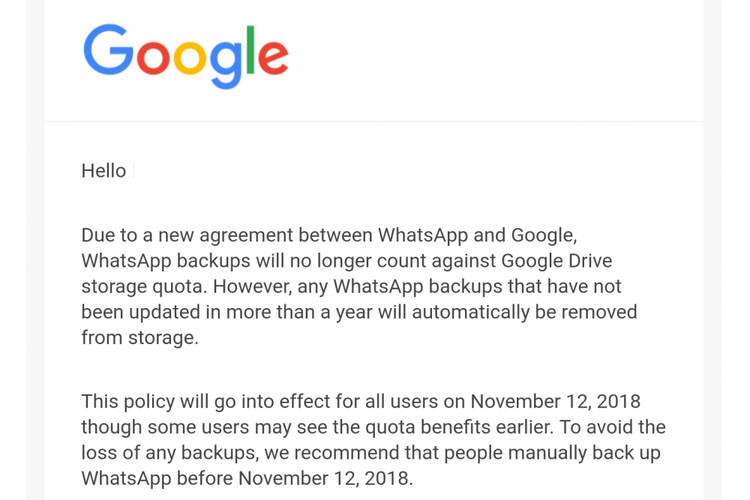 Google
Hello
Due to a new agreement between WhatsApp and Google,
WhatsApp backups will no longer count against Google Drive
storage quota. However, any WhatsApp backups that have not
been updated in more than a year will automatically be removed
from storage.
This policy will go into effect for all users on November 12, 2018
though some users may see the quota benefits earlier. To avoid the
loss of any backups, we recommend that people manually back up
WhatsApp before November 12, 2018.